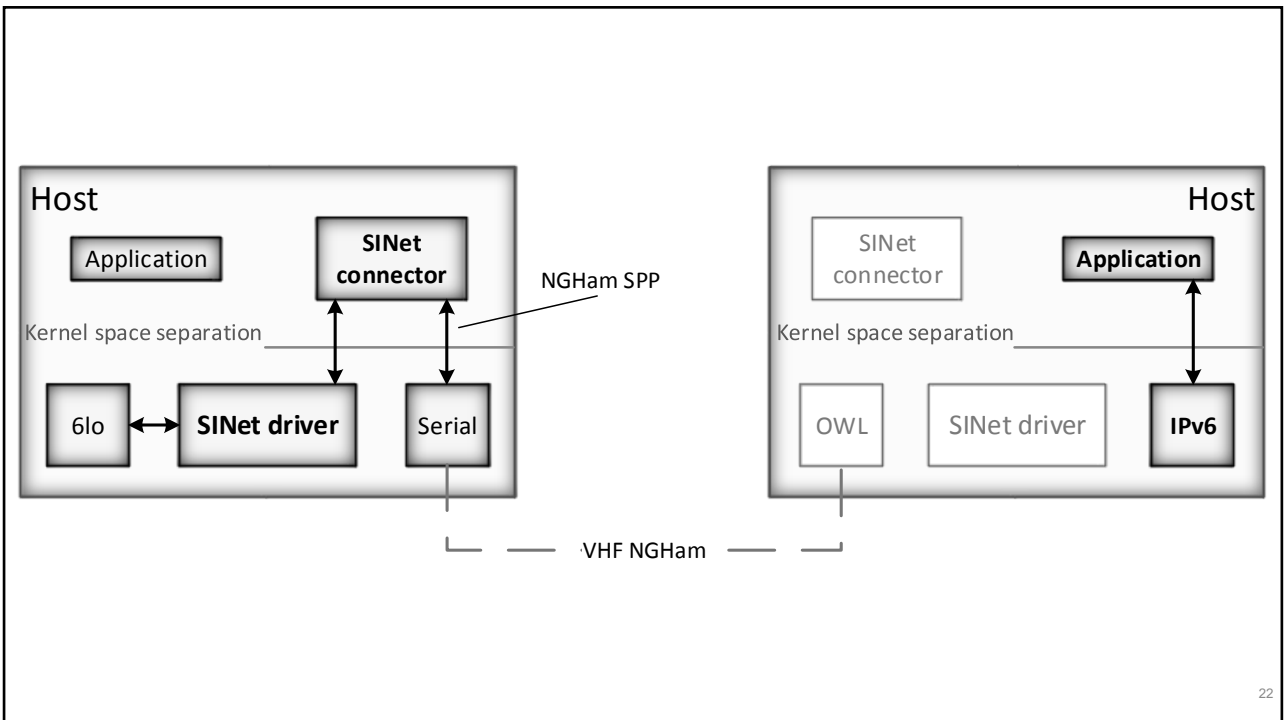 Host
Application
SINet
connector
Kernel space separation
6lo
SINet driver
Serial
NGHam SPP
VHF NGHam
Host
SINet
connector
Application
Kernel space separation
OWL
SINet driver
IPv6
22